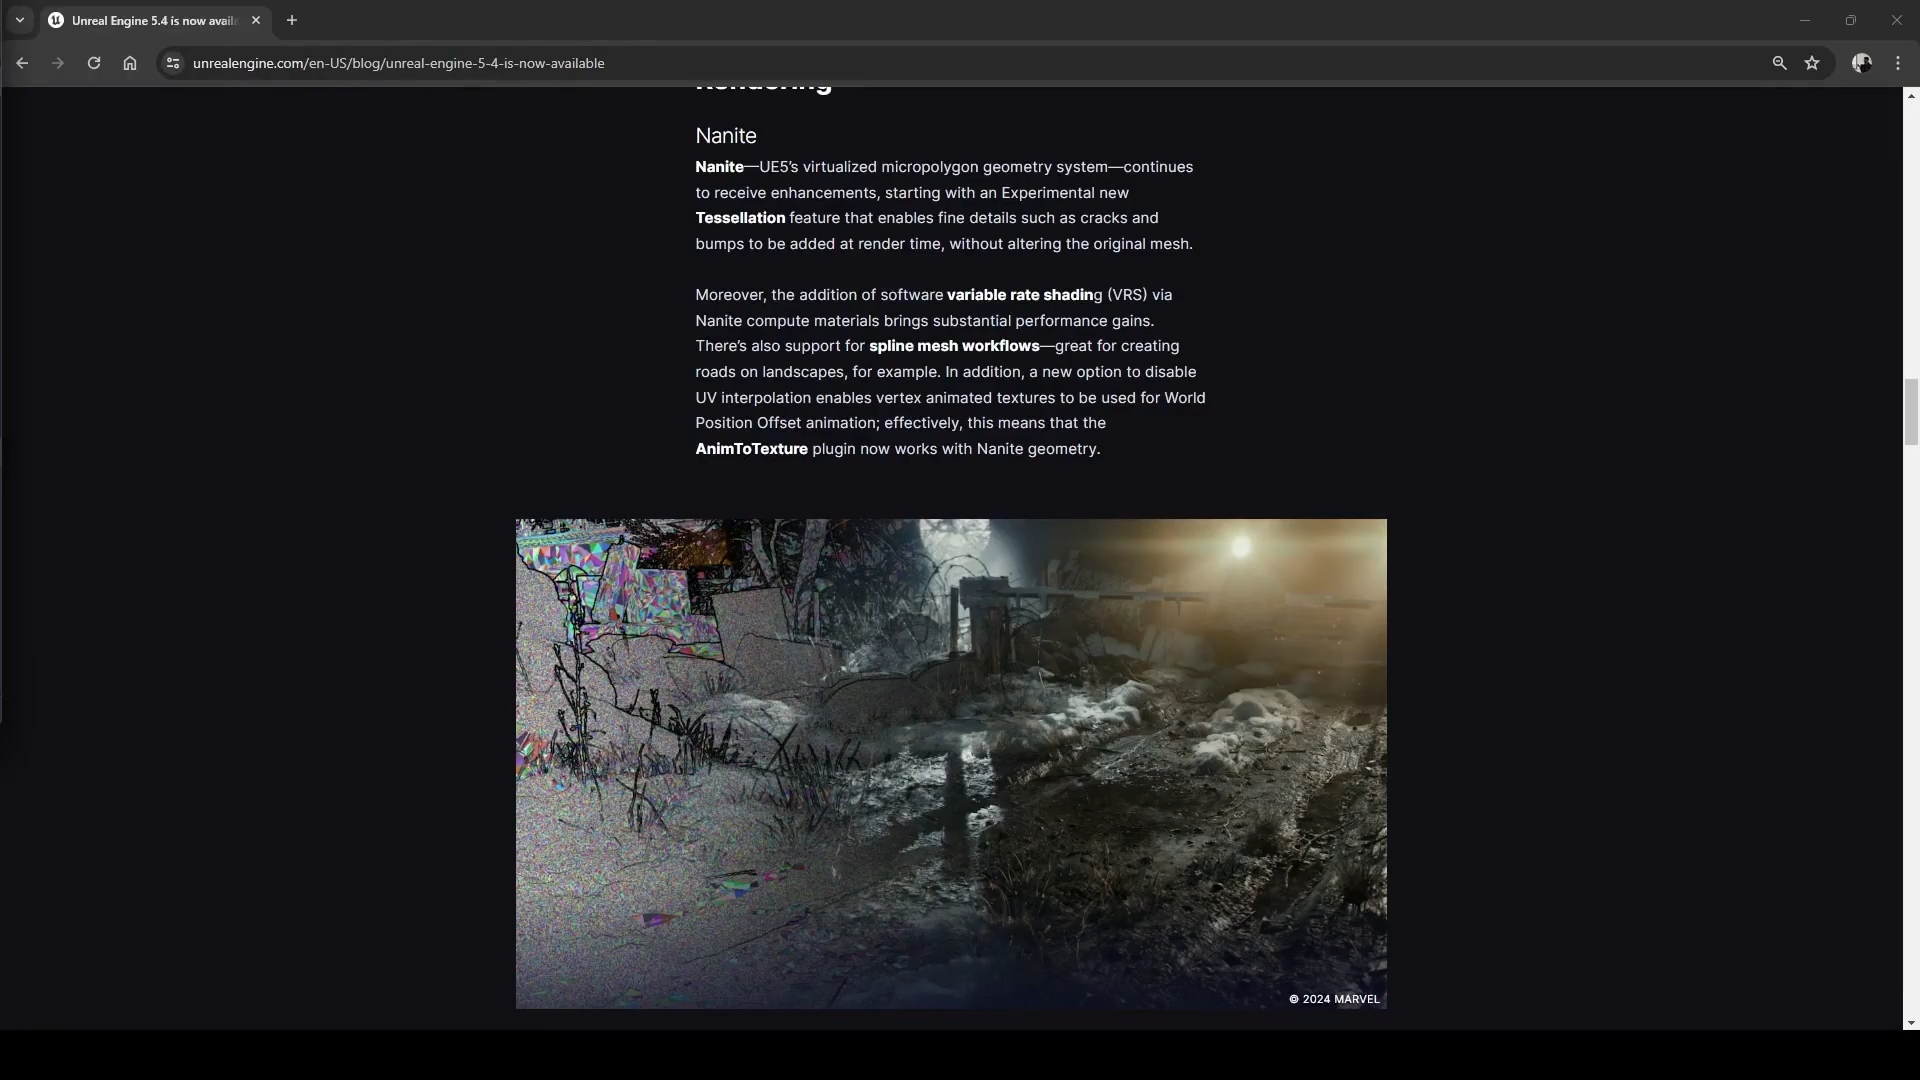 Unreal Engine 5.4 is now availe
unrealengine.com/en-US/blog/unreal-engine-5-4-is-now-available
Rendering
Nanite
Nanite—UE5’s virtualized micropolygon geometry system—continues
to receive enhancements, starting with an Experimental new
Tessellation feature that enables fine details such as cracks and
bumps to be added at render time, without altering the original mesh.
Moreover, the addition of software variable rate shading (VRS) via
Nanite compute materials brings substantial performance gains.
There’s also support for spline mesh workflows—great for creating
roads on landscapes, for example. In addition, a new option to disable
UV interpolation enables vertex animated textures to be used for World
Position Offset animation; effectively, this means that the
AnimToTexture plugin now works with Nanite geometry.
© 2024 MARVEL